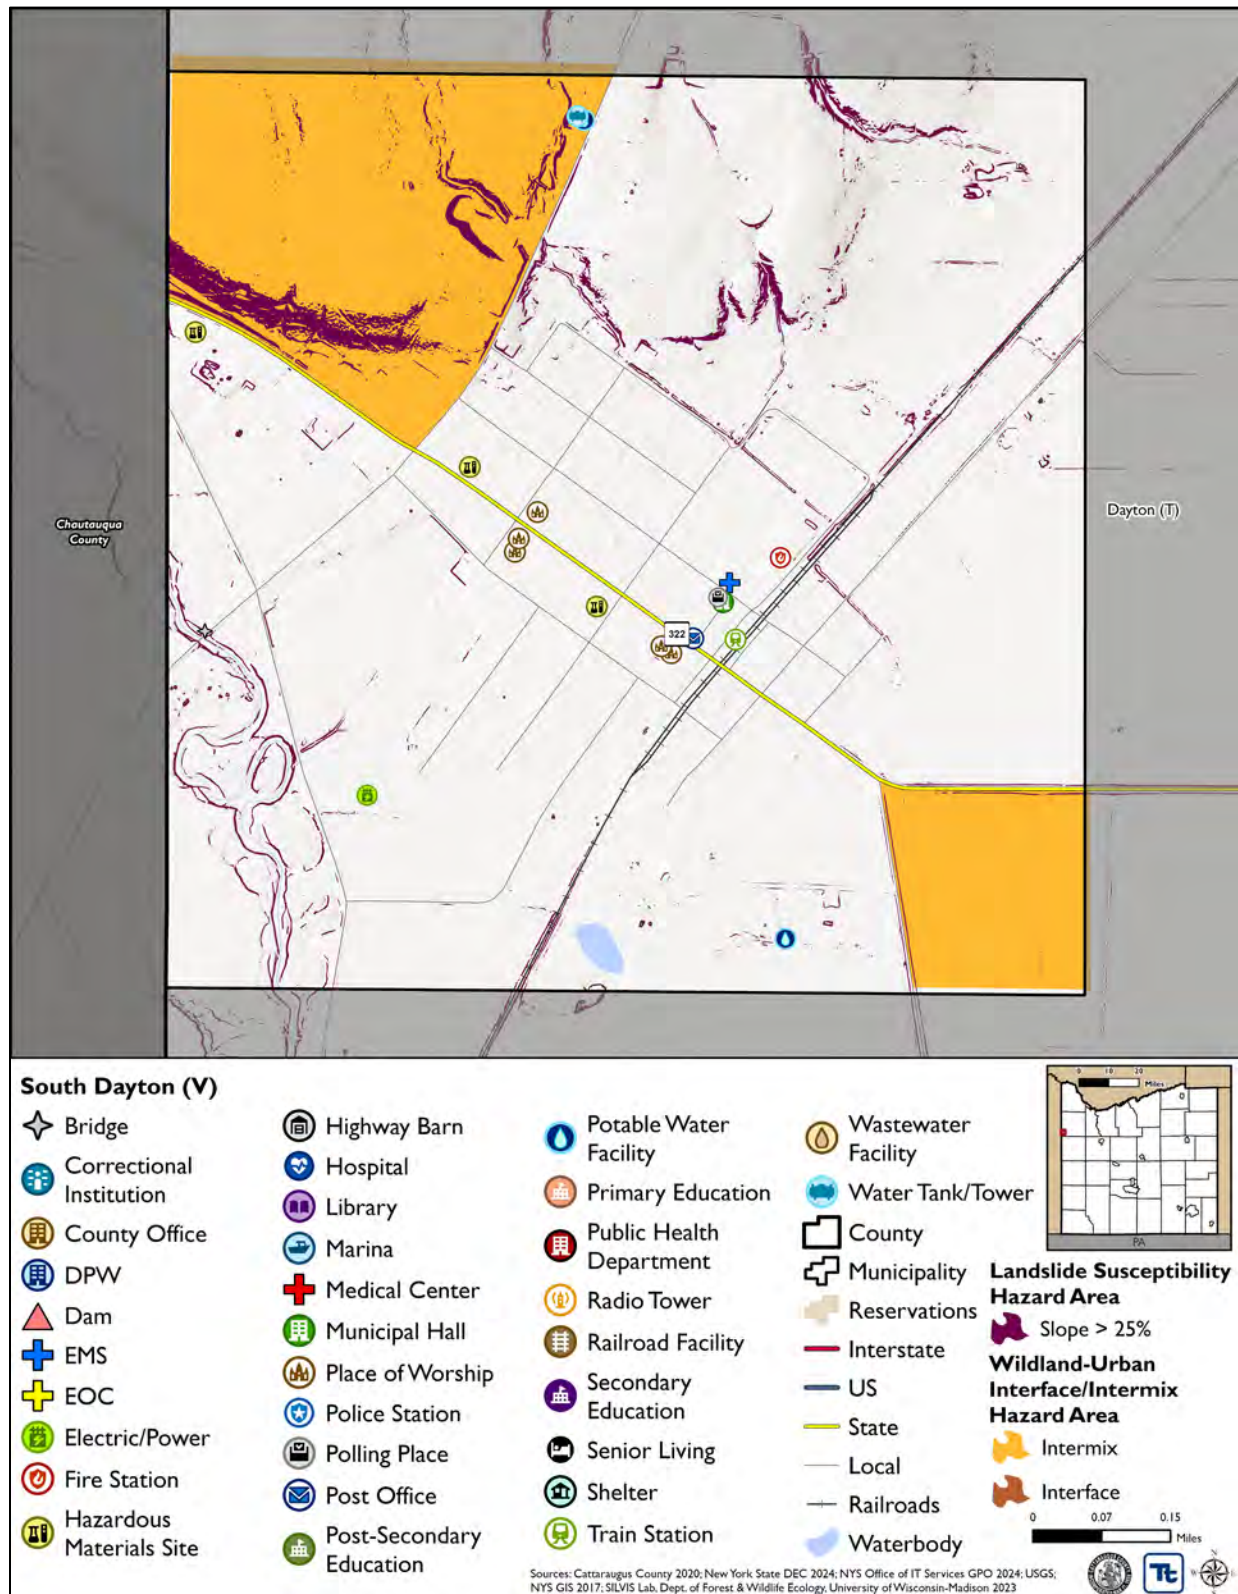 Chautauqua
County
Dayton (T)
322
South Dayton (V)
Bridge
Correctional
Institution
County Office
DPW
Dam
EMS
EOC
Electric/Power
Fire Station
Hazardous
Materials Site
Highway Barn
Hospital
Library
Marina
Medical Center
Municipal Hall
Place of Worship
Police Station
Polling Place
Post Office
Post-Secondary
Education
Potable Water
Facility
Primary Education
Public Health
Department
Radio Tower
Railroad Facility
Secondary
Education
Senior Living
Shelter
Train Station
Wastewater
Facility
Water Tank/Tower
County
Municipality
Reservations
Interstate
US
State
Local
Railroads
Waterbody
0 10 20
Miles
PA
Landslide Susceptibility
Hazard Area
Slope > 25%
Wildland-Urban
Interface/Intermix
Hazard Area
Intermix
Interface
0 0.07 0.15
Miles
Sources: Cattaraugus County 2020; New York State DEC 2024; NYS Office of IT Services GPO 2024; USGS;
NYS GIS 2017; SILVIS Lab, Dept. of Forest & Wildlife Ecology, University of Wisconsin-Madison 2023
Tt
N
W E
S